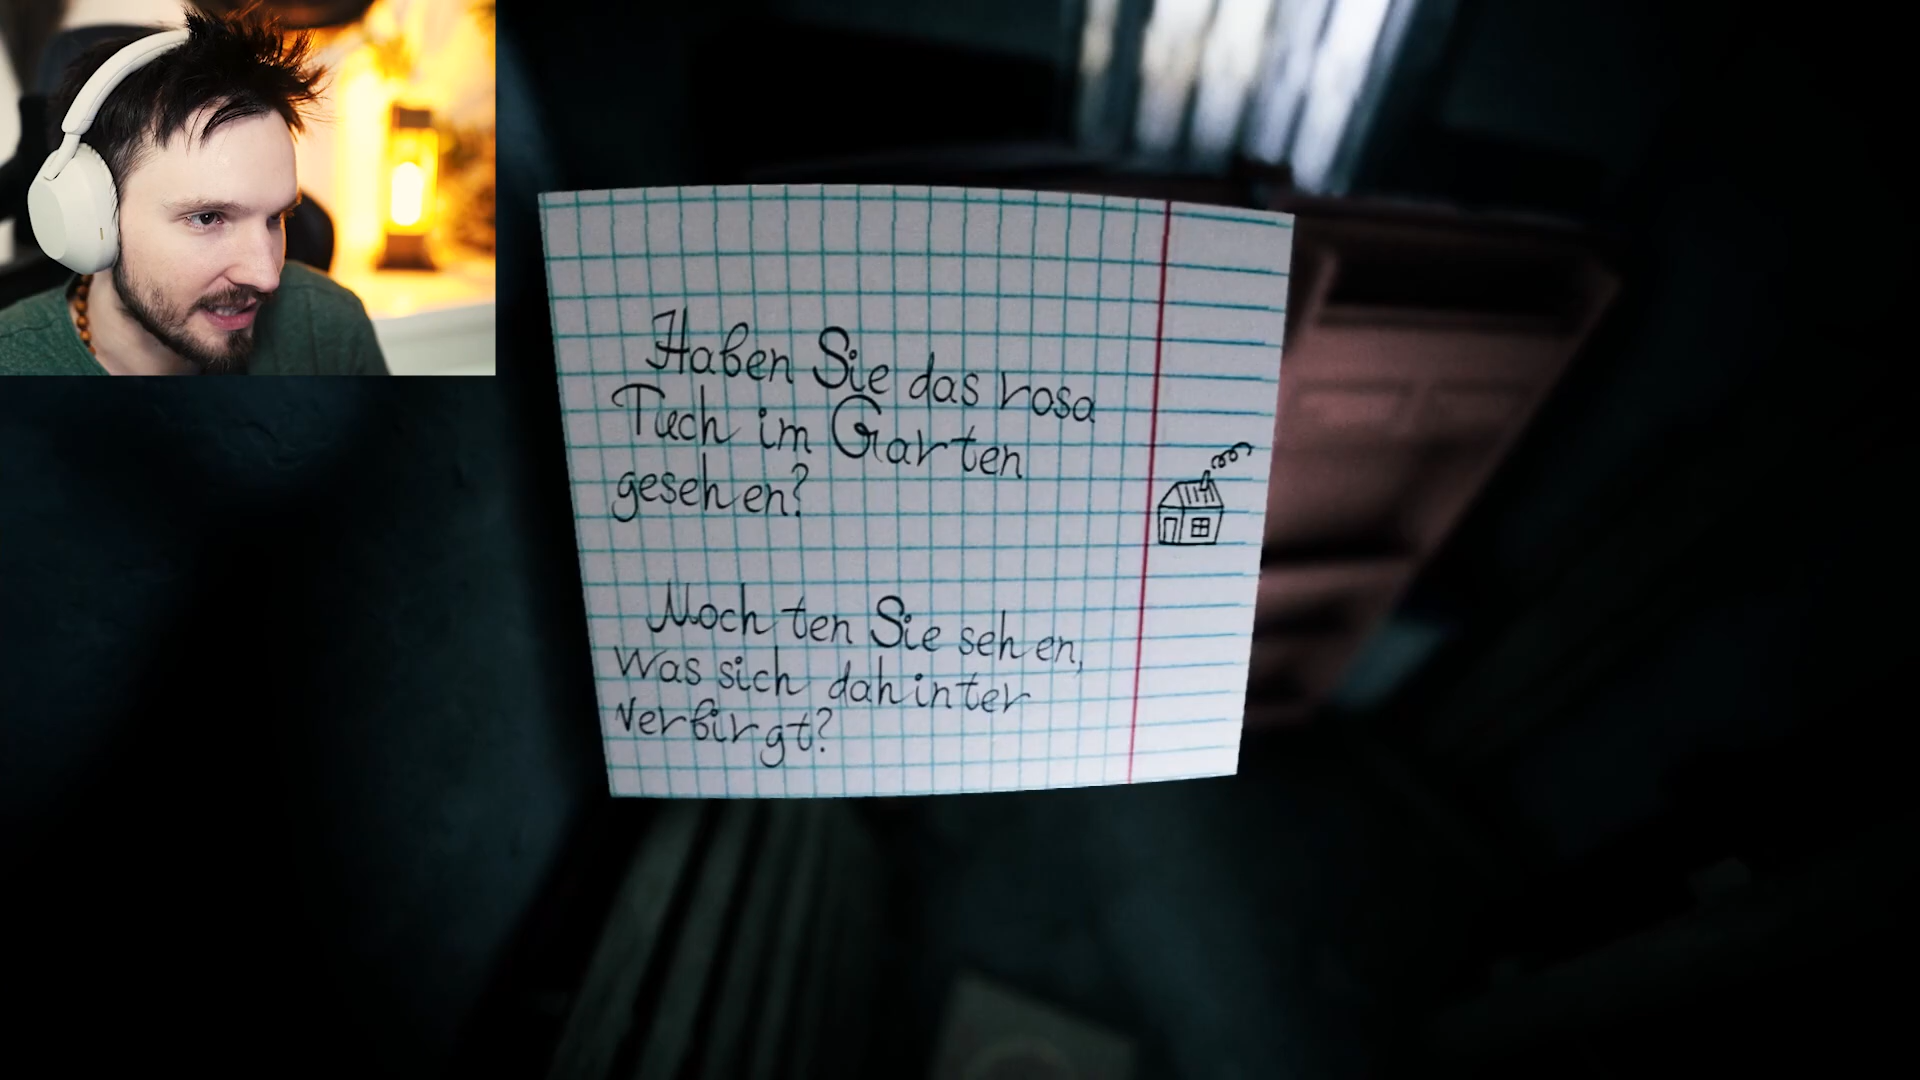 Haben Sie das rosa
Tuch im Garten
gesehen?
Mochten Sie sehen,
Was sich dahinter
verbirgt?